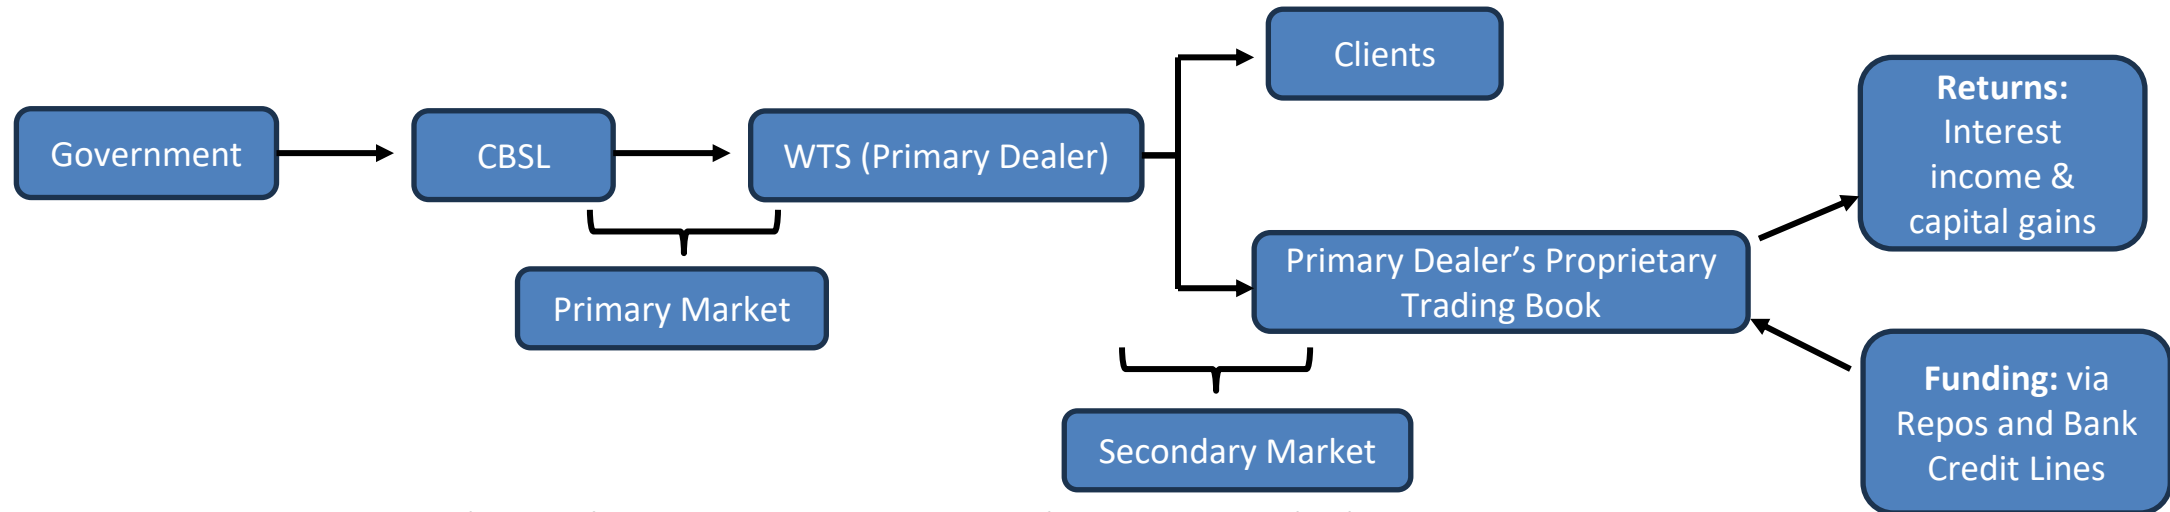 Government
CBSL
WTS (Primary Dealer)
Clients
Primary Market
Primary Dealer’s Proprietary
Trading Book
Secondary Market
Returns:
Interest
income &
capital gains
Funding: via
Repos and Bank
Credit Lines